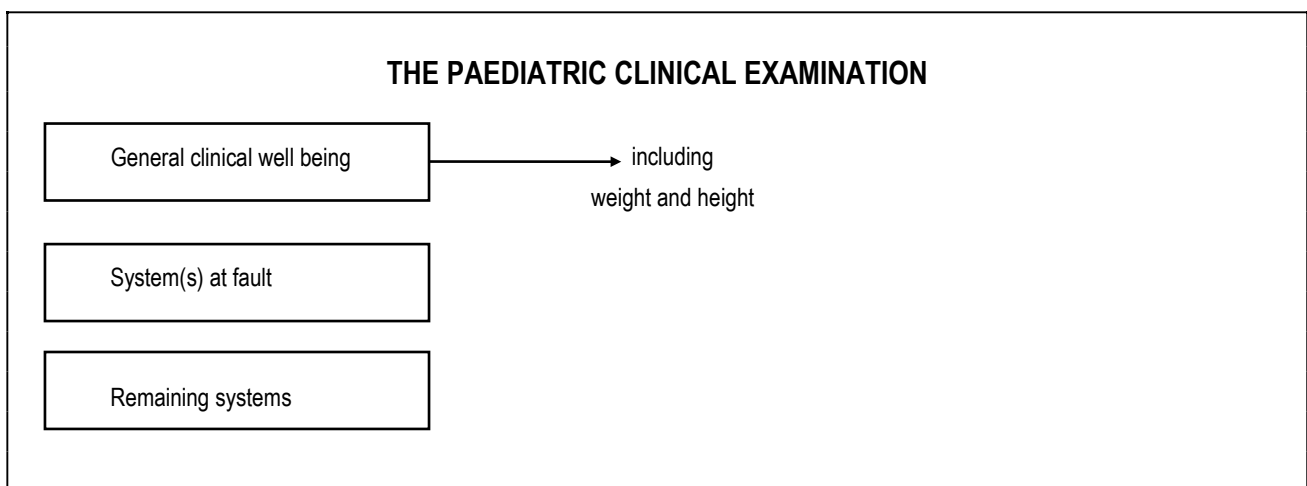 THE PAEDIATRIC CLINICAL EXAMINATION
General clinical well being
including
weight and height
System(s) at fault
Remaining systems